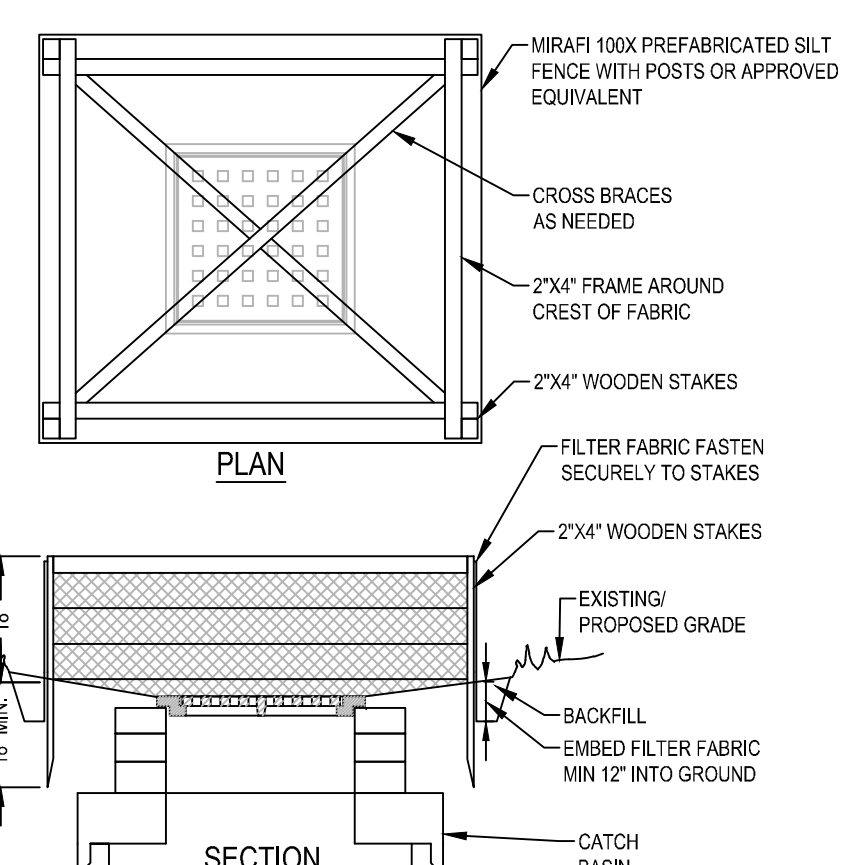 MIRAFI 100X PREFABRICATED SILT
FENCE WITH POSTS OR APPROVED
EQUIVALENT
CROSS BRACES
AS NEEDED
2"X4" FRAME AROUND
CREST OF FABRIC
2"X4" WOODEN STAKES
PLAN
FILTER FABRIC FASTEN
SECURELY TO STAKES
2"X4" WOODEN STAKES
EXISTING/
PROPOSED GRADE
BACKFILL
EMBED FILTER FABRIC
MIN 12" INTO GROUND
MIN.
SECTION
CATCH
BASIN